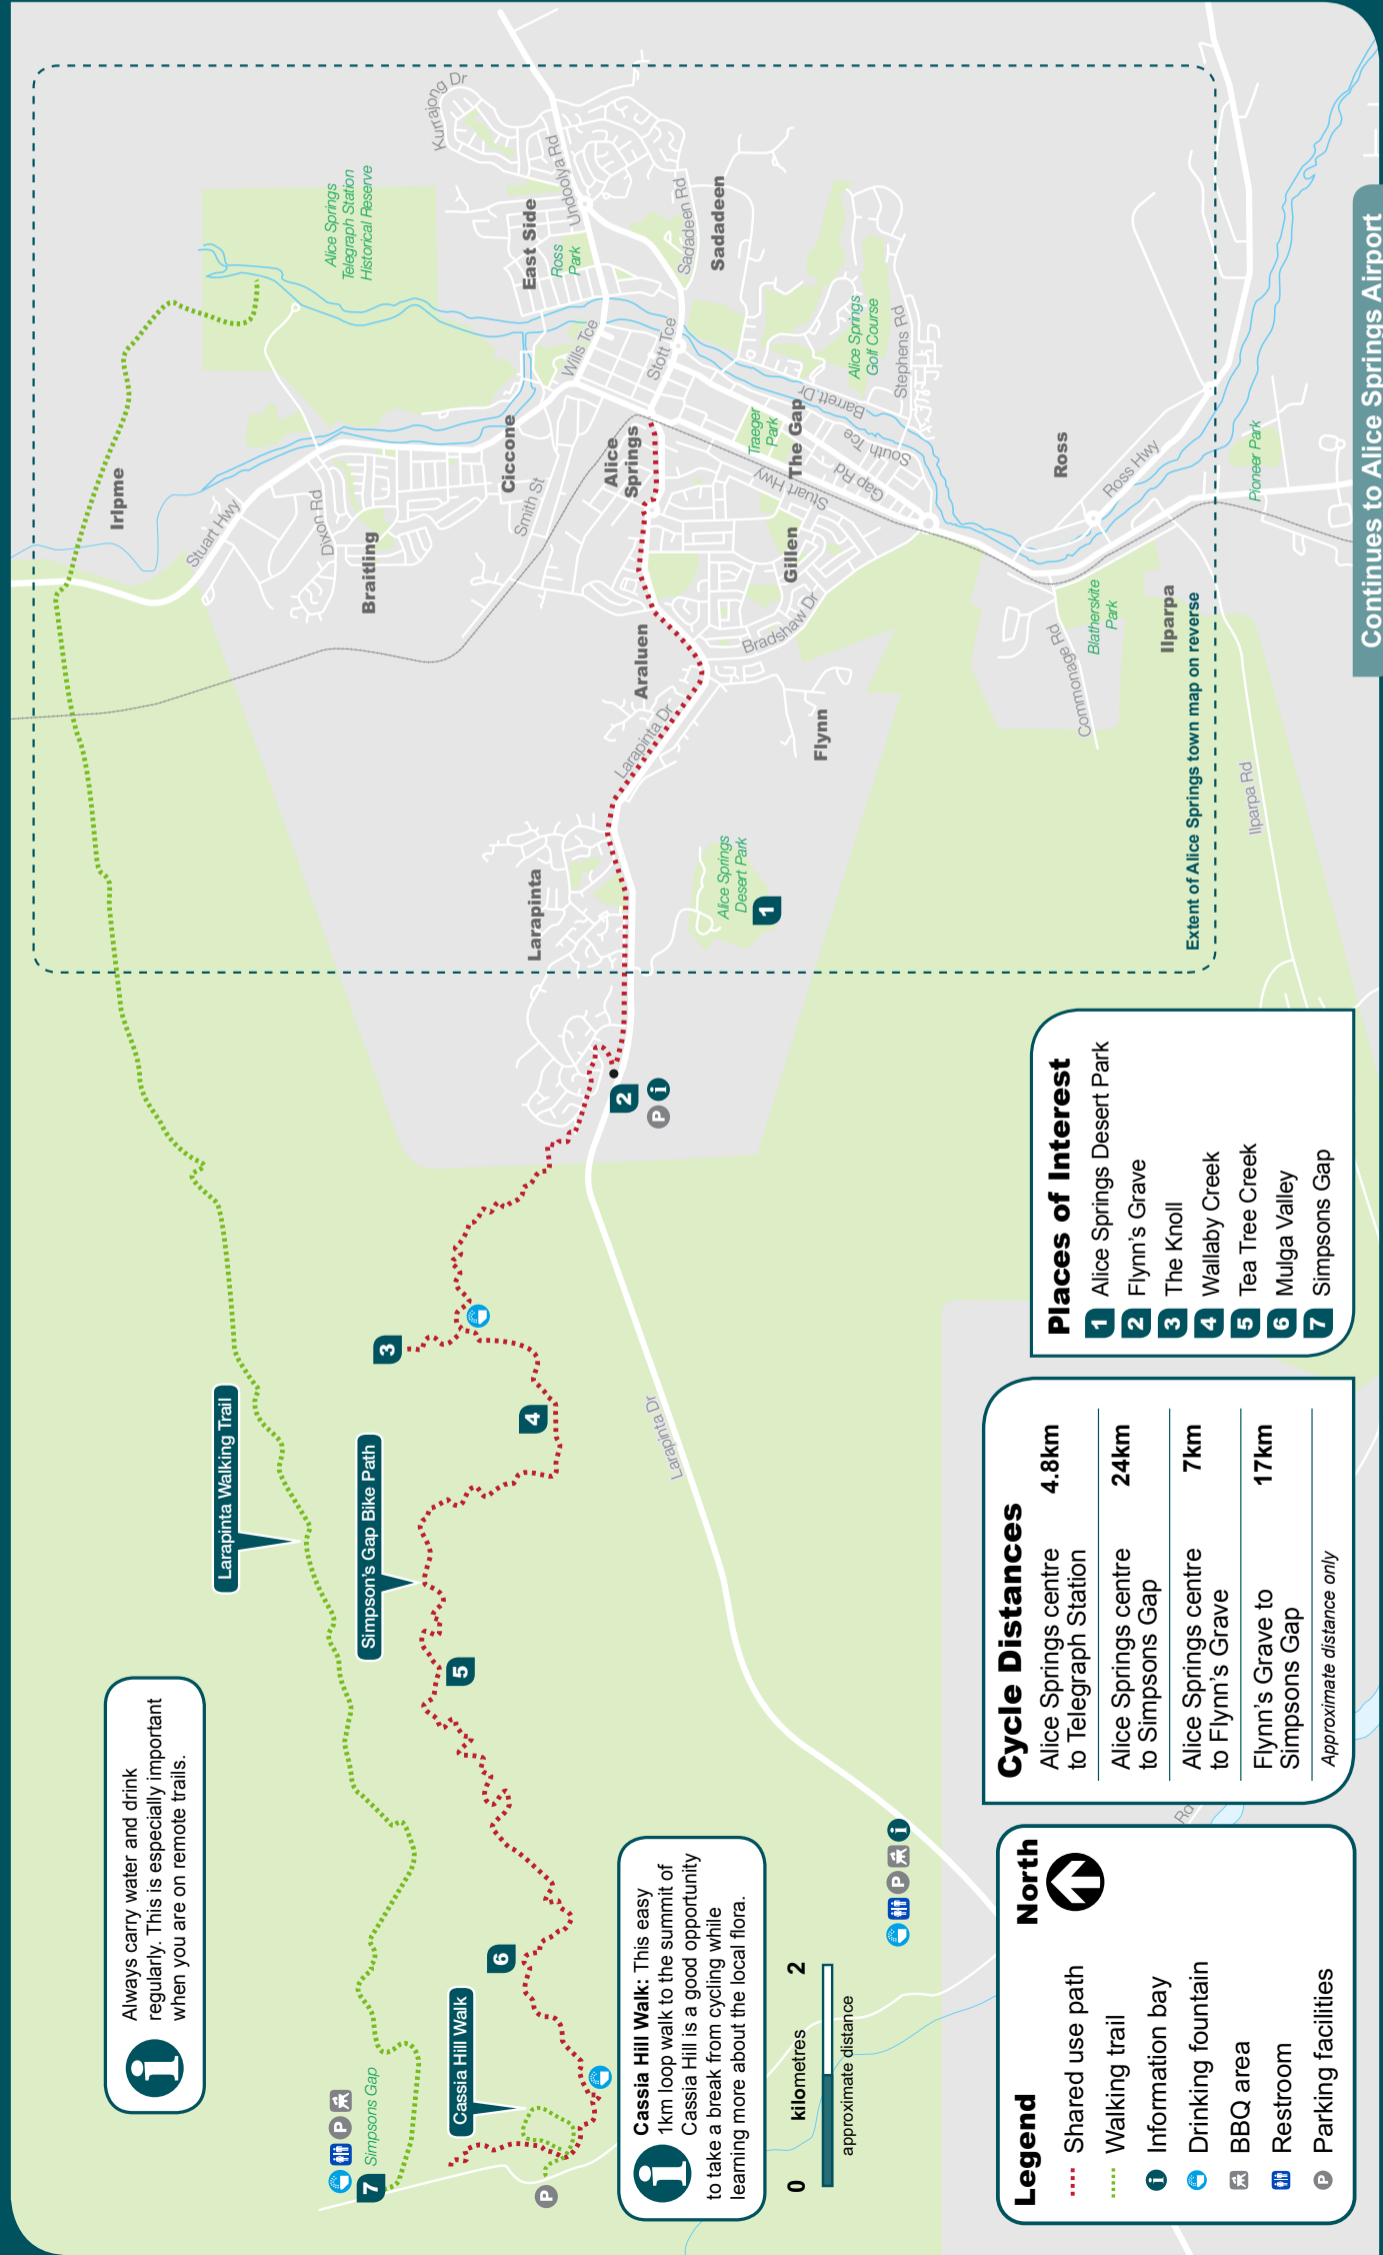 Kurrajong Dr
Alice Springs
Telegraph Station
Historical Reserve
Undoolya Rd
East Side
Ross
Park
Sadadeen Rd
Sadadeen
Wills Tce
Stott Tce
Alice Springs
Golf Course
Stephens Rd
Barrett Dr
Traeger
Park
The Gap
South Tce
Gap Rd
Stuart Hwy
Irlpme
Stuart Hwy
Dixon Rd
Braitling
Ciccone
Smith St
Alice
Springs
Gillen
Bradshaw Dr
Araluen
Larapinta Dr
Flynn
Ross
Ross Hwy
Pioneer Park
Blatherskite
Park
Commonage Rd
Ilparpa
Ilparpa Rd
Extent of Alice Springs town map on reverse
Continues to Alice Springs Airport
Larapinta
Alice Springs
Desert Park
1
2
P
i
3
4
5
6
7
Larapinta Dr
Larapinta Walking Trail
Simpson's Gap Bike Path
Cassia Hill Walk
Simpsons Gap
P
P
P
i
i
Always carry water and drink
regularly. This is especially important
when you are on remote trails.
i
Cassia Hill Walk: This easy
1km loop walk to the summit of
Cassia Hill is a good opportunity
to take a break from cycling while
learning more about the local flora.
0
kilometres
2
approximate distance
Legend
North
Shared use path
Walking trail
i Information bay
Drinking fountain
BBQ area
Restroom
P Parking facilities
Rd
Cycle Distances
Alice Springs centre
to Telegraph Station
4.8km
Alice Springs centre
to Simpsons Gap
24km
Alice Springs centre
to Flynn's Grave
7km
Flynn's Grave to
Simpsons Gap
17km
Approximate distance only
Places of Interest
1 Alice Springs Desert Park
2 Flynn's Grave
3 The Knoll
4 Wallaby Creek
5 Tea Tree Creek
6 Mulga Valley
7 Simpsons Gap